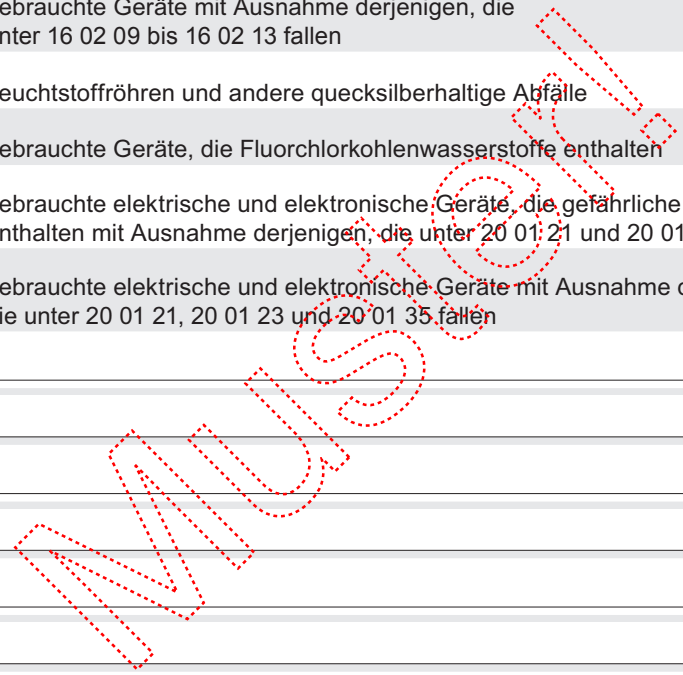 ebrauchte Geräte mit Ausnahme derjenigen, die
nter 16 02 09 bis 16 02 13 fallen
euchtstoffröhren und andere quecksilberhaltige Abfälle
ebrauchte Geräte, die Fluorchlorkohlenwasserstoffe enthalten
ebrauchte elektrische und elektronische Geräte, die gefährliche
nthalten mit Ausnahme derjenigen, die unter 20 01 21 und 20 01
ebrauchte elektrische und elektronische Geräte mit Ausnahme d
ie unter 20 01 21, 20 01 23 und 20 01 35 fallen
Muster!